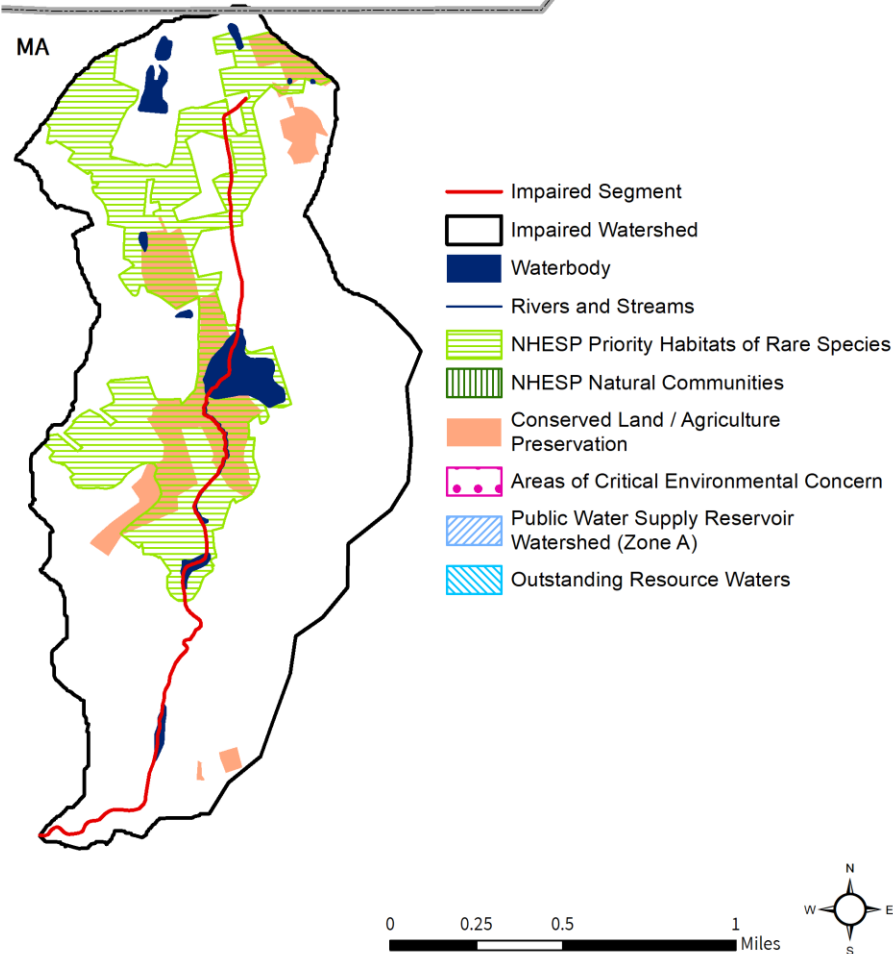 MA
Impaired Segment
Impaired Watershed
Waterbody
Rivers and Streams
NHESP Priority Habitats of Rare Species
NHESP Natural Communities
Conserved Land / Agriculture
Preservation
Areas of Critical Environmental Concern
Public Water Supply Reservoir
Watershed (Zone A)
Outstanding Resource Waters
N
W E
S
0 0.25 0.5 1
Miles